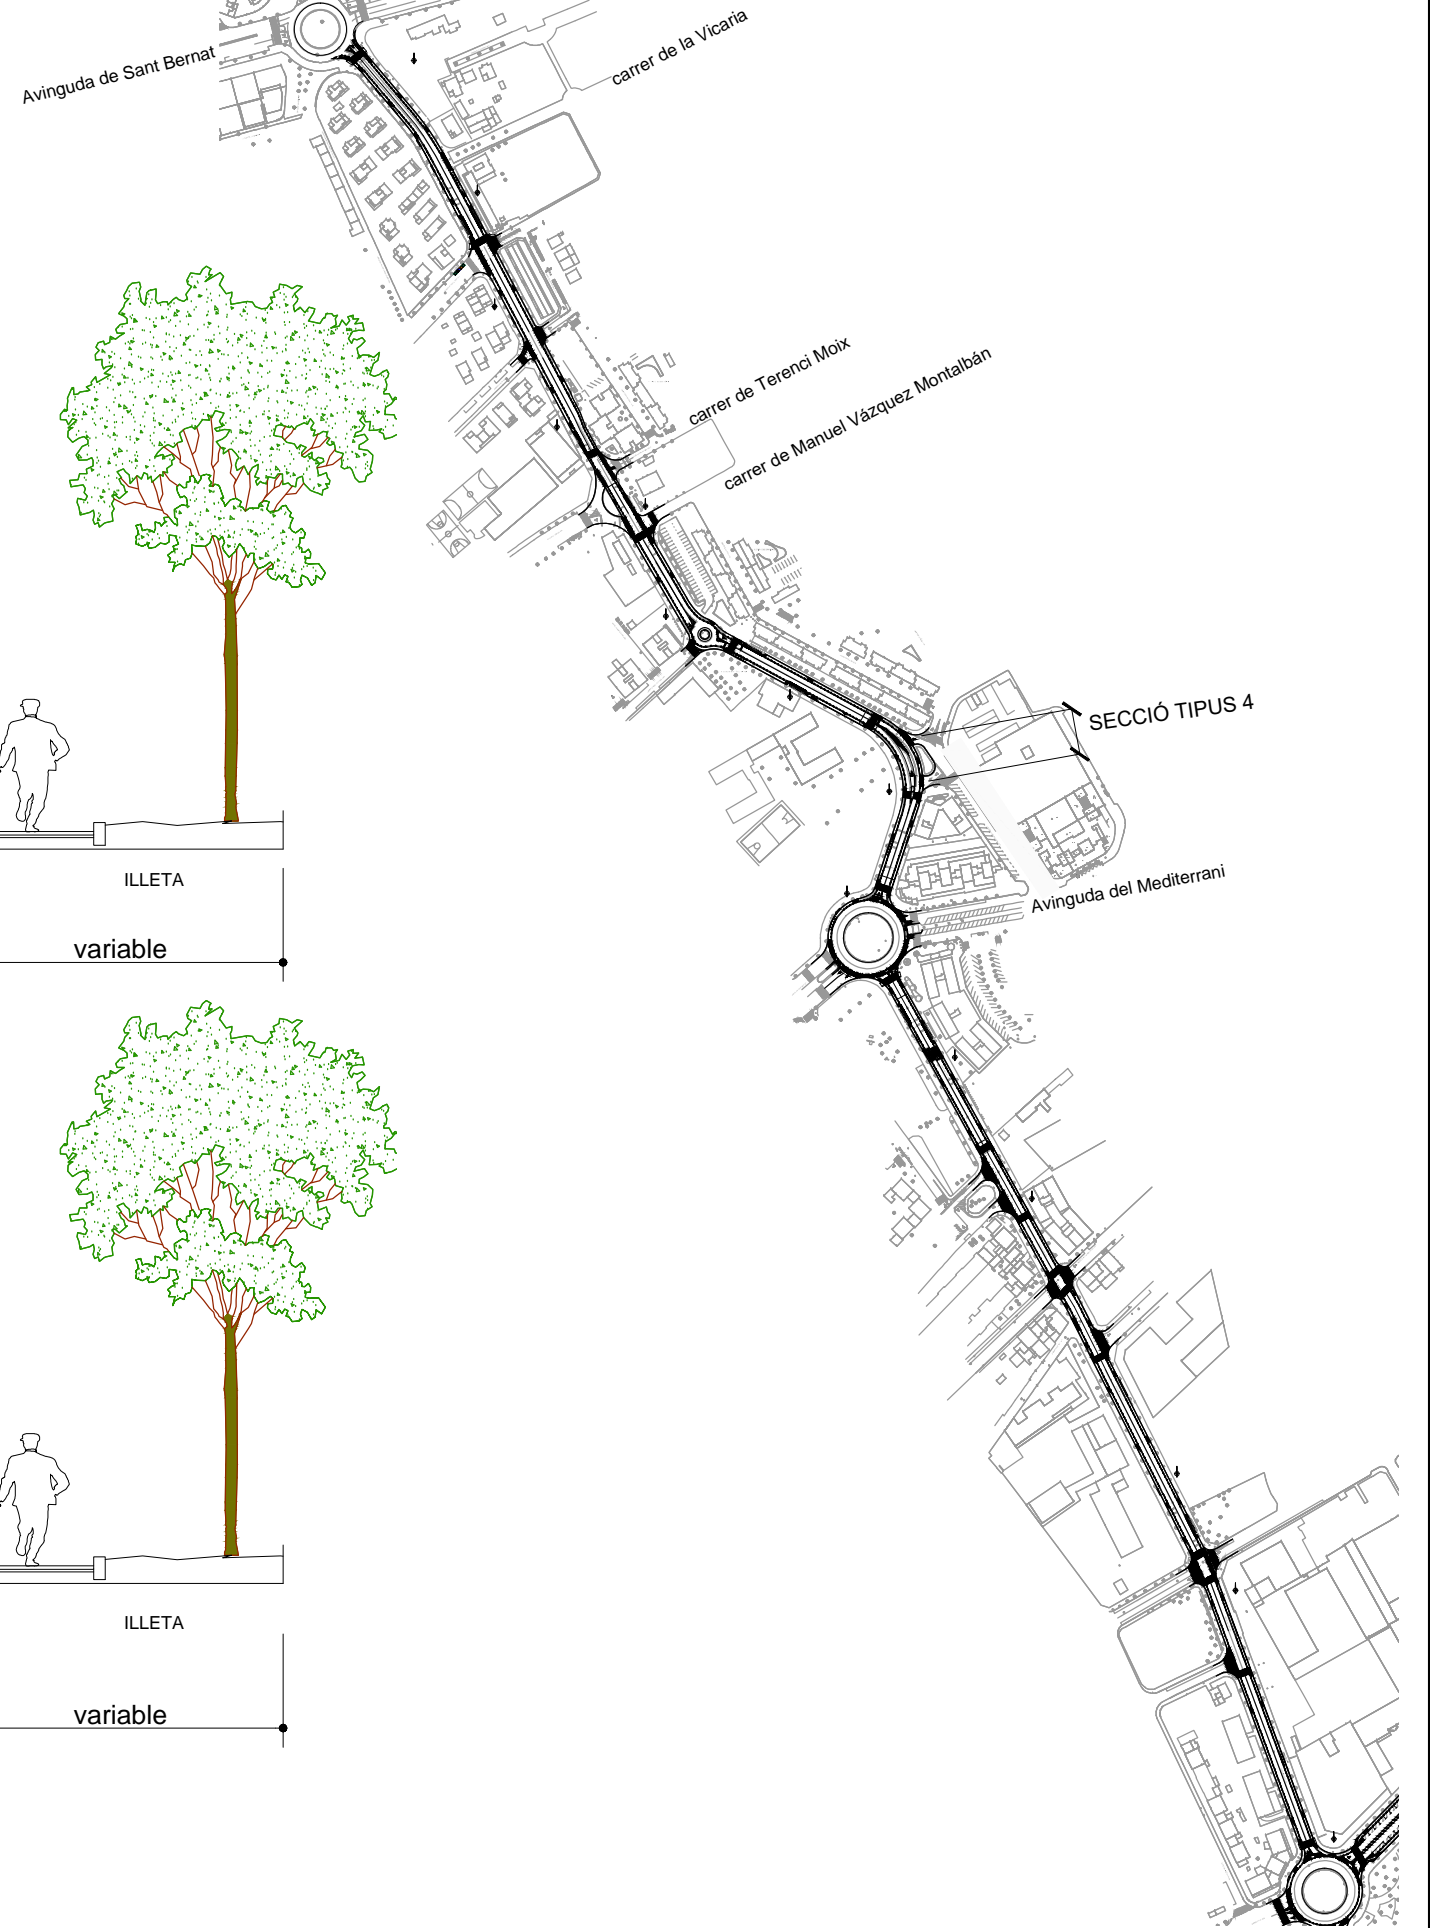 Avinguda de Sant Bernat
carrer de la Vicaria
carrer de Terenci Moix
carrer de Manuel Vázquez Montalbán
SECCIÓ TIPUS 4
ILLETA
Avinguda del Mediterrani
variable
ILLETA
variable